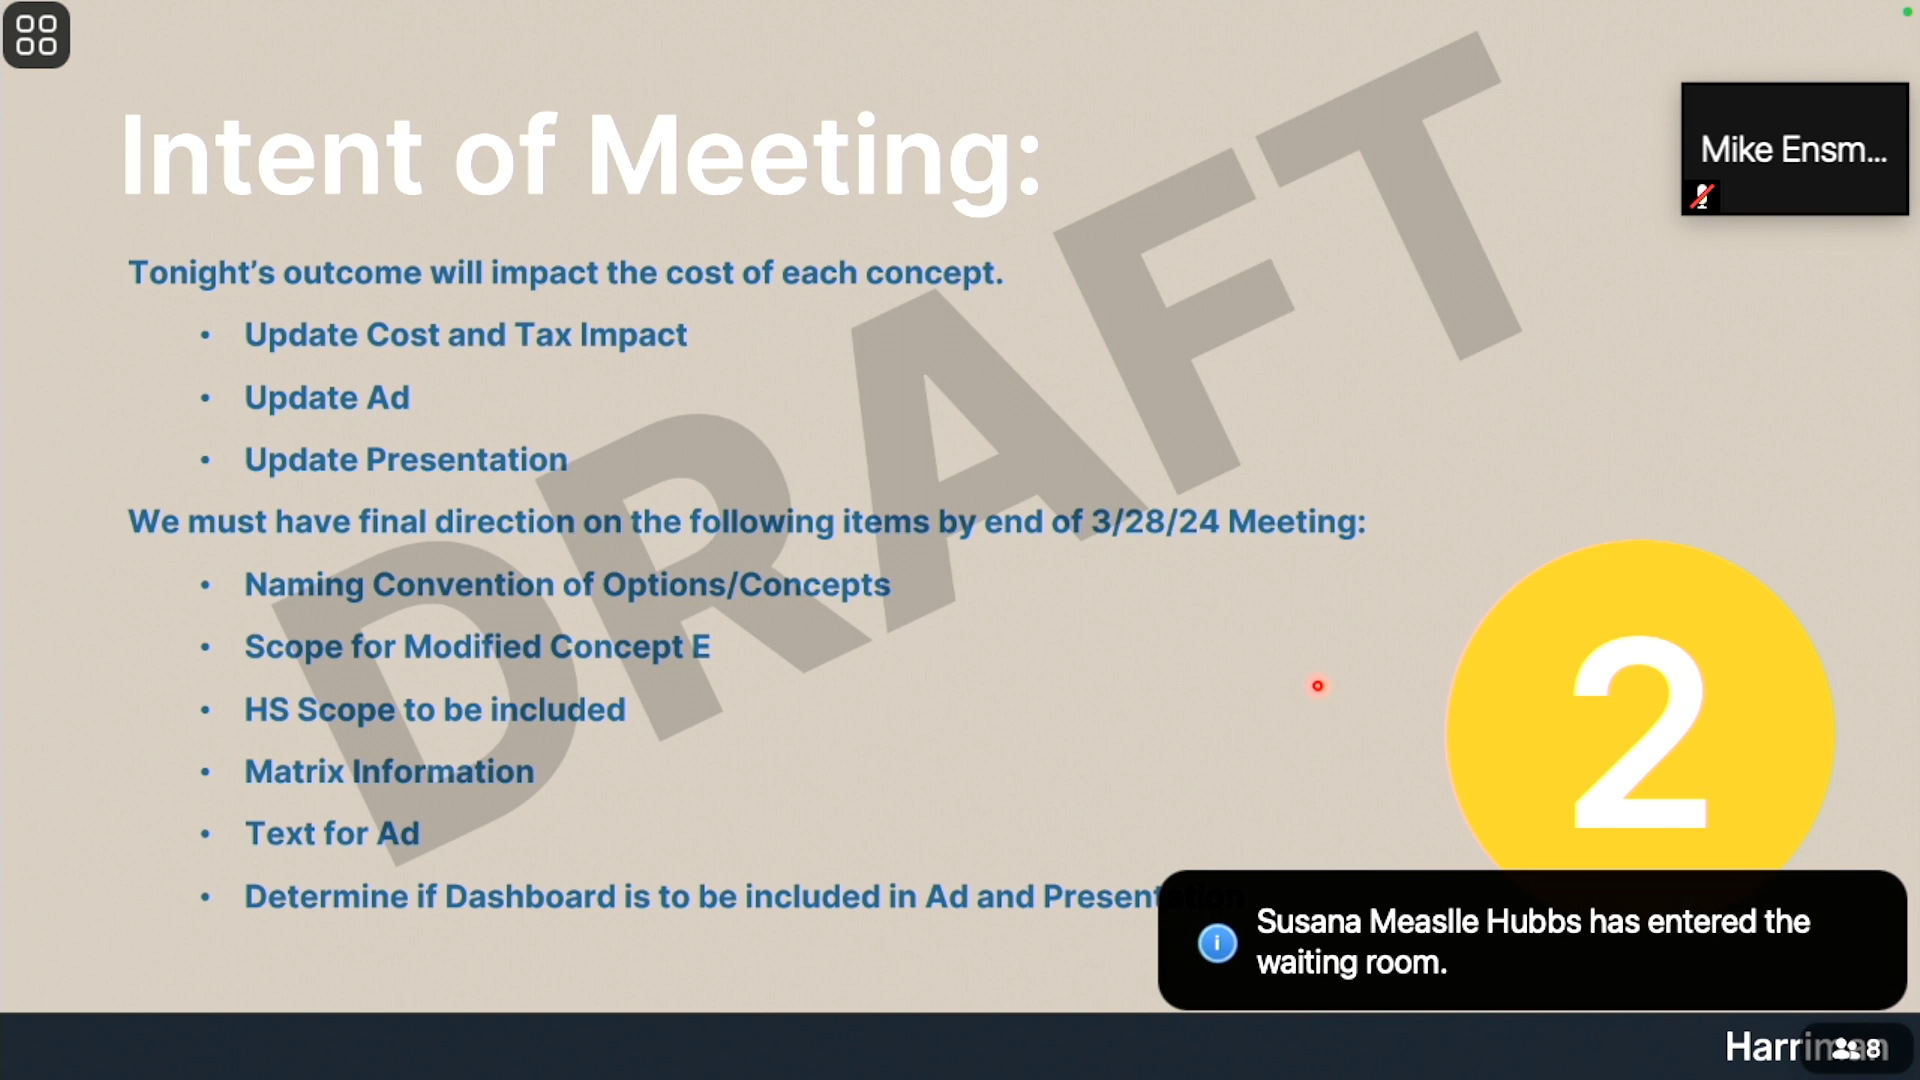 Intent of Meeting:
Mike Ensm...
Tonight's outcome will impact the cost of each concept.
• Update Cost and Tax Impact
• Update Ad
• Update Presentation
We must have final direction on the following items by end of 3/28/24 Meeting:
• Naming Convention of Options/Concepts
• Scope for Modified Concept E
• HS Scope to be included
• Matrix Information
• Text for Ad
• Determine if Dashboard is to be included in Ad and Presentation
DRAFT
2
Susana Measlle Hubbs has entered the
waiting room.
Harriman
8